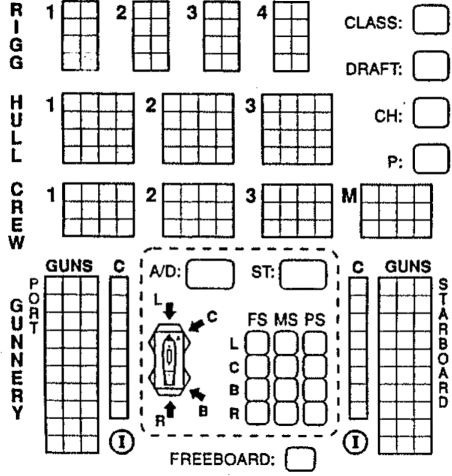 RIGG 1 2 3 4
CLASS:
DRAFT:
HULL 1 2 3
CH:
P:
CREW 1 2 3 M
GUNNERY
GUNS C
PORT
A/D: ST:
L
C
B
R
FS MS PS
L
C
B
R
C GUNS
STARBOARD
I
I
FREEBOARD: